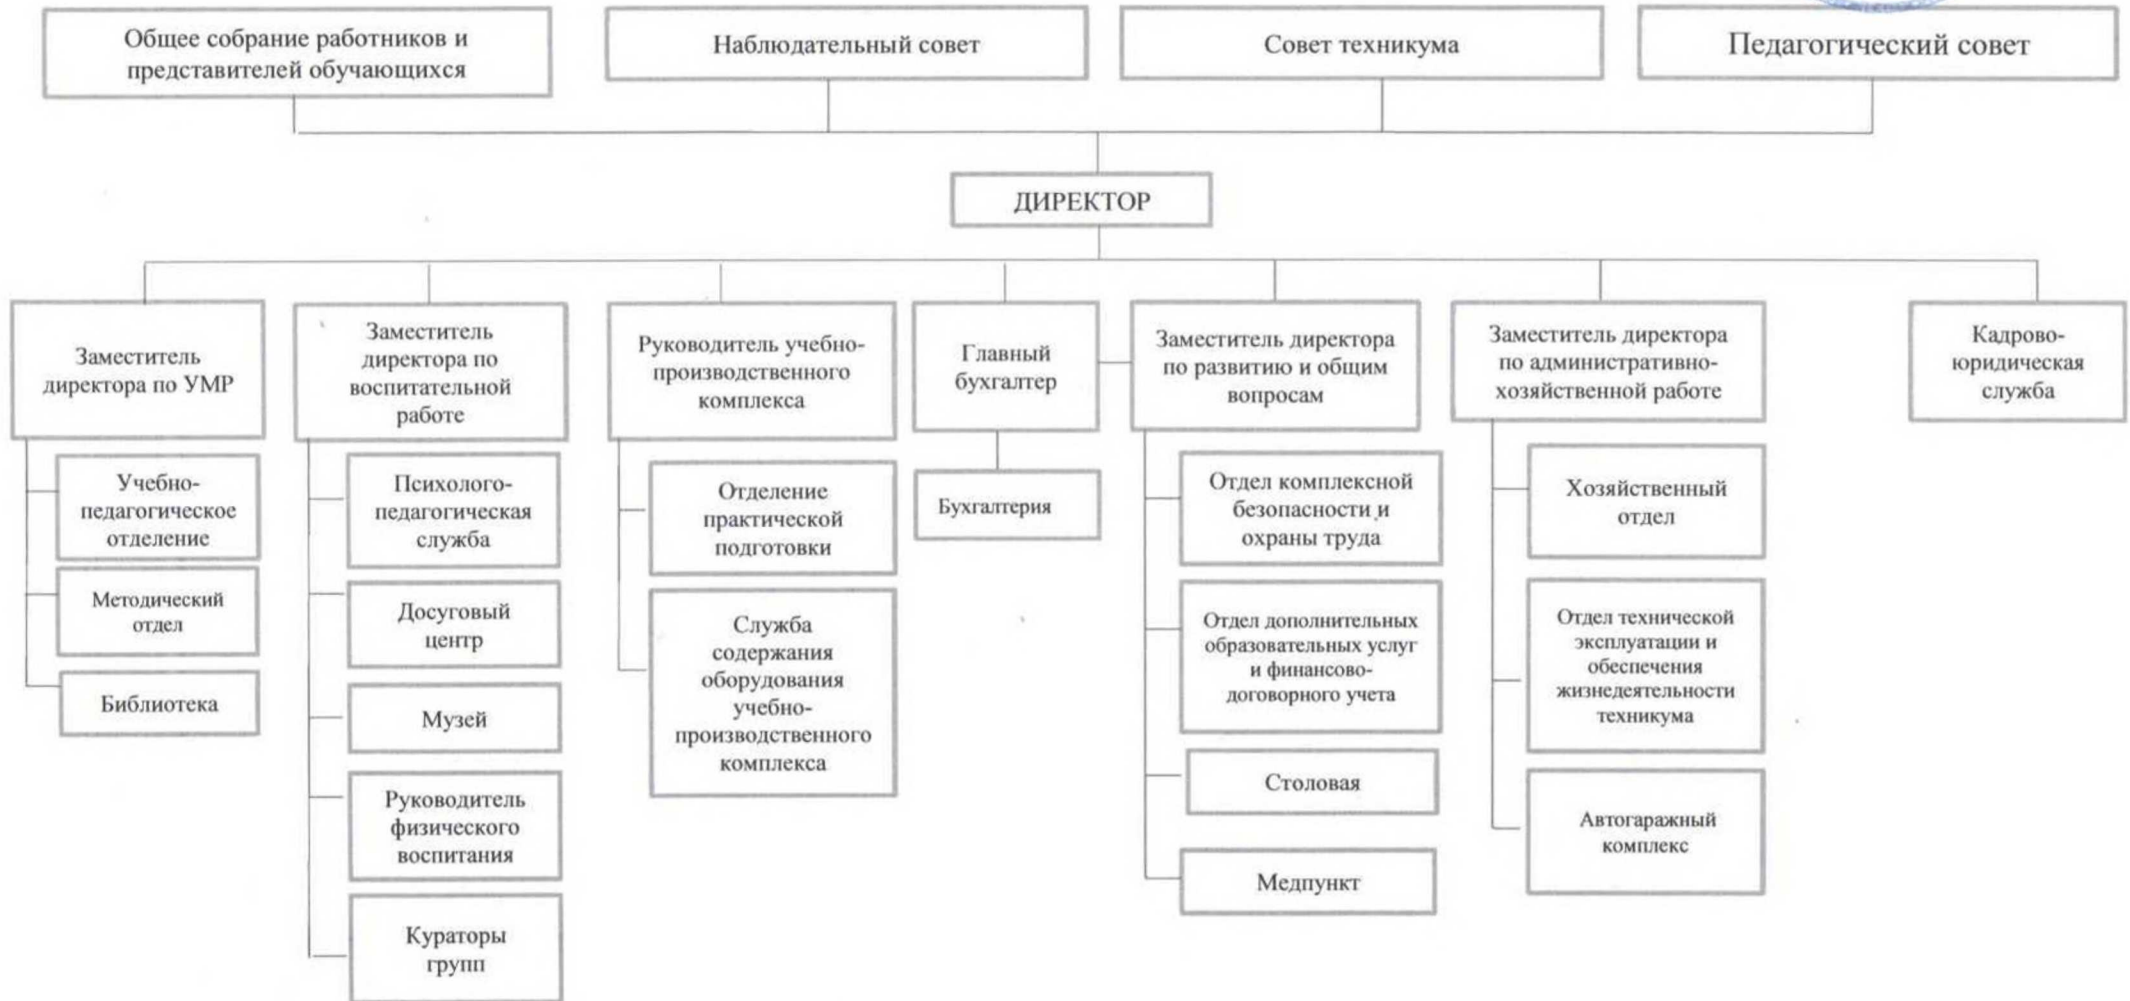 Общее собрание работников и
представителей обучающихся
Наблюдательный совет
Совет техникума
Педагогический совет
ДИРЕКТОР
Заместитель
директора по УМР
Заместитель
директора по
воспитательной
работе
Руководитель учебно-
производственного
комплекса
Главный
бухгалтер
Заместитель директора
по развитию и общим
вопросам
Заместитель директора
по административно-
хозяйственной работе
Кадрово-
юридическая
служба
Учебно-
педагогическое
отделение
Методический
отдел
Библиотека
Психолого-
педагогическая
служба
Досуговый
центр
Музей
Руководитель
физического
воспитания
Кураторы
групп
Отделение
практической
подготовки
Служба
содержания
оборудования
учебно-
производственного
комплекса
Бухгалтерия
Отдел комплексной
безопасности и
охраны труда
Отдел дополнительных
образовательных услуг
и финансово-
договорного учета
Столовая
Медпункт
Хозяйственный
отдел
Отдел технической
эксплуатации и
обеспечения
жизнедеятельности
техникума
Автогаражный
комплекс